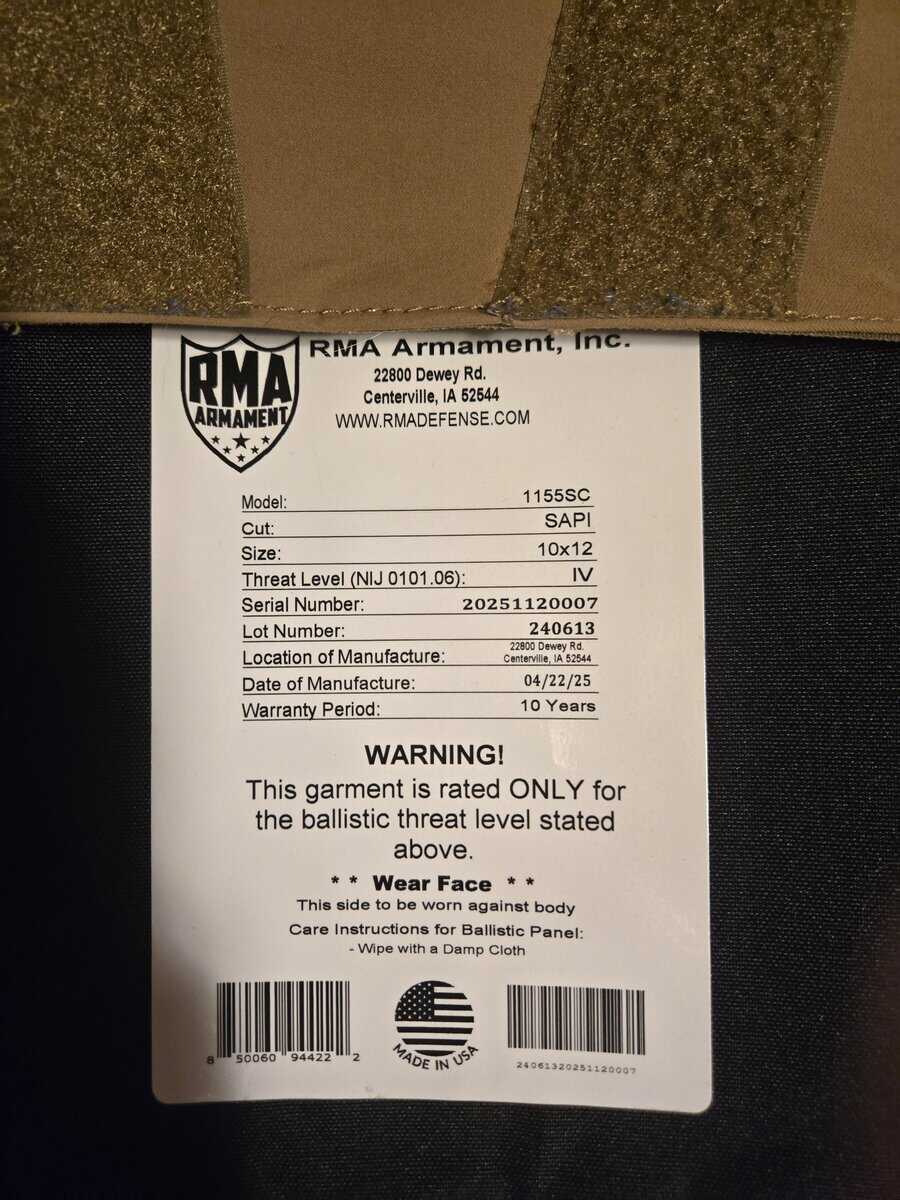 RMA
ARMAMENT
RMA Armament, Inc.
22800 Dewey Rd.
Centerville, IA 52544
WWW.RMADEFENSE.COM
Model: 1155SC
Cut: SAPI
Size: 10x12
Threat Level (NIJ 0101.06): IV
Serial Number: 20251120007
Lot Number: 240613
Location of Manufacture: 22800 Dewey Rd.
Centerville, IA 52544
Date of Manufacture: 04/22/25
Warranty Period: 10 Years
WARNING!
This garment is rated ONLY for
the ballistic threat level stated
above.
* * Wear Face * *
This side to be worn against body
Care Instructions for Ballistic Panel:
- Wipe with a Damp Cloth
8 50060 94422 2
MADE IN USA
24061320251120007